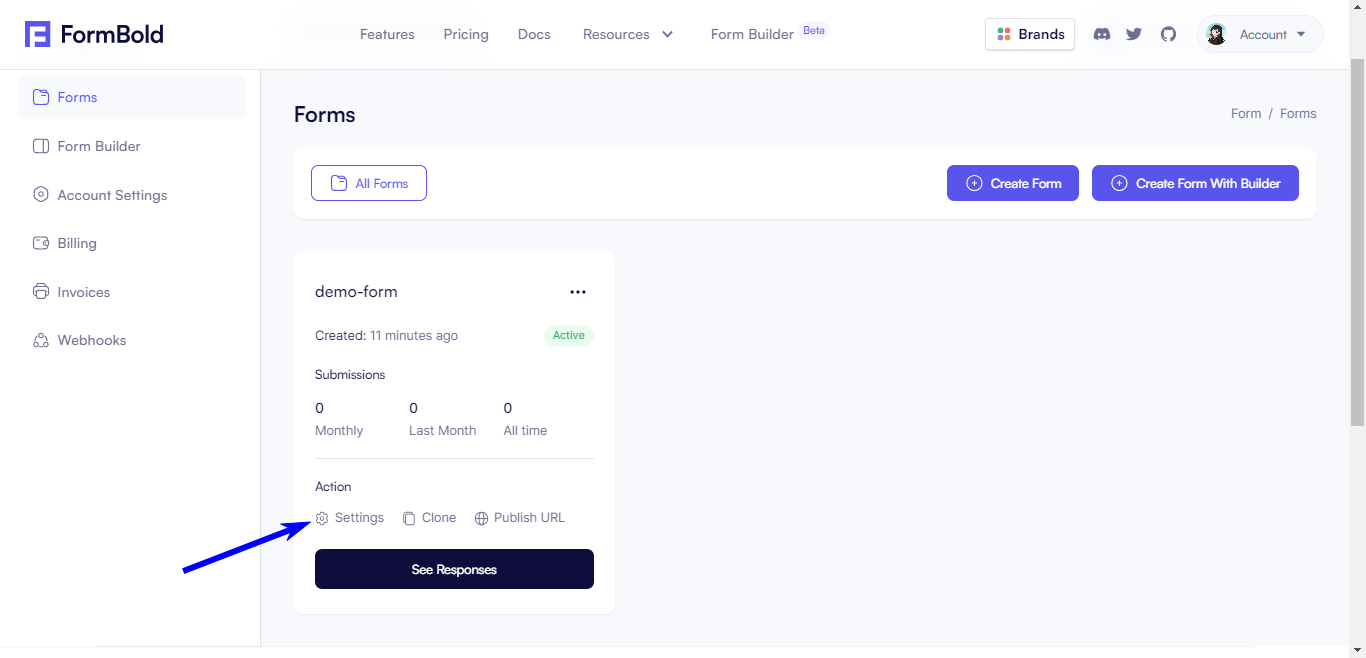 FormBold
Features Pricing Docs Resources Form Builder Beta Brands Account
Forms
Form Builder
Account Settings
Billing
Invoices
Webhooks
Forms
Form / Forms
All Forms
Create Form
Create Form With Builder
demo-form
Created: 11 minutes ago Active
Submissions
0 0 0
Monthly Last Month All time
Action
Settings Clone Publish URL
See Responses